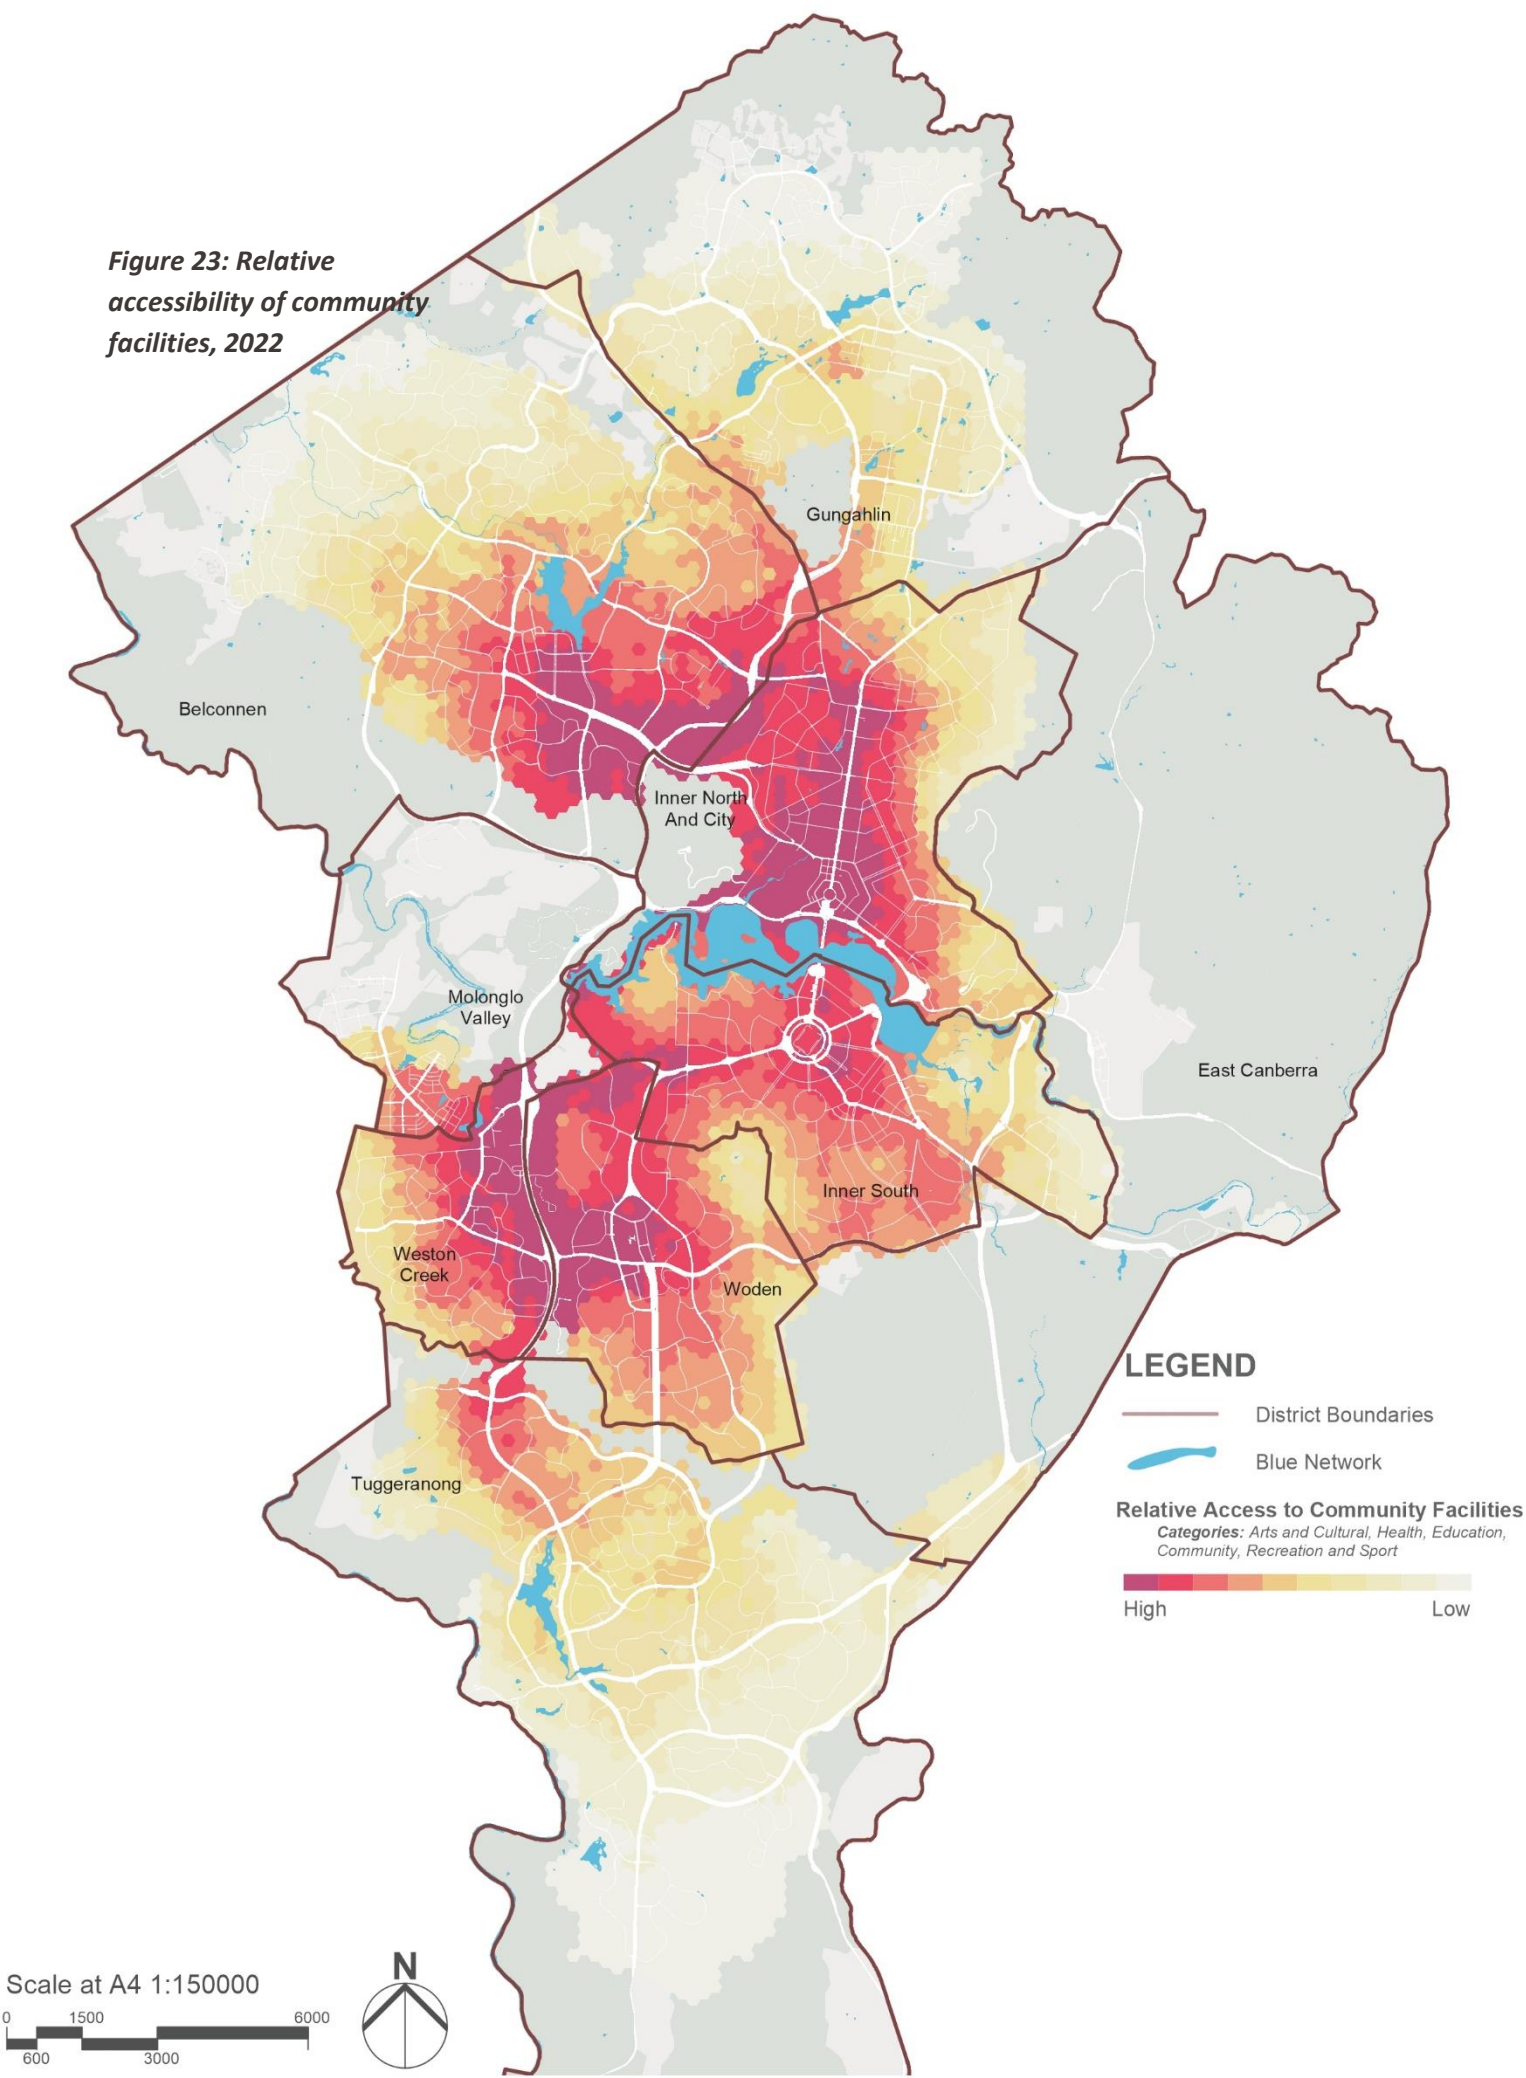 Figure 23: Relative
accessibility of community
facilities, 2022
Gungahlin
Belconnen
Inner North
And City
Molonglo
Valley
East Canberra
Inner South
Weston
Creek
Woden
Tuggeranong
LEGEND
District Boundaries
Blue Network
Relative Access to Community Facilities
Categories: Arts and Cultural, Health, Education,
Community, Recreation and Sport
High Low
Scale at A4 1:150000
0 1500 6000
600 3000
N